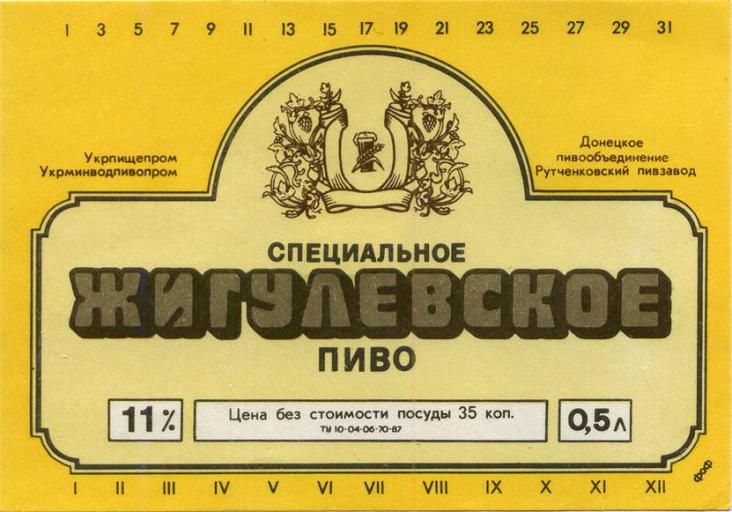 1 3 5 7 9 11 13 15 17 19 21 23 25 27 29 31
Укрпищепром
Укрминводпивопром
Донецкое
пивообъединение
Рутченковский пивзавод
СПЕЦИАЛЬНОЕ
ЖИГУЛЕВСКОЕ
ПИВО
11%
Цена без стоимости посуды 35 коп.
ТУ 10-04-06-70-87
0,5л
I II III IV V VI VII VIII IX X XI XII
ФОФ